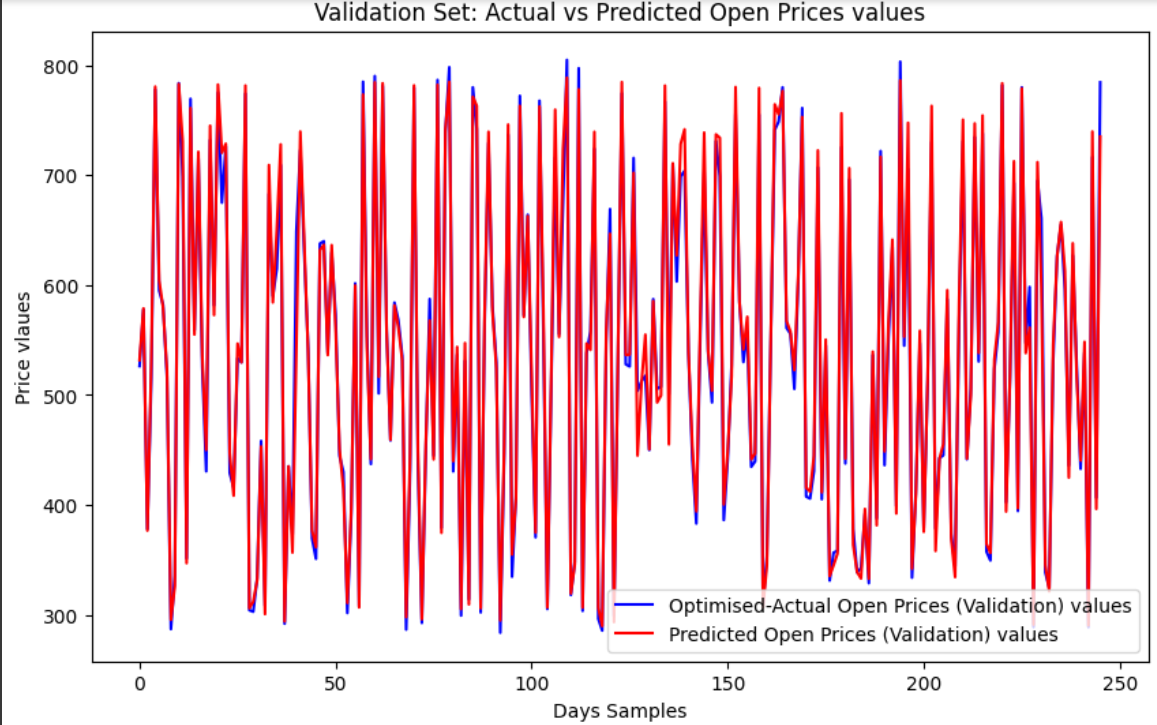 Validation Set: Actual vs Predicted Open Prices values
800
700
600
500
400
300
Price vlaues
Optimised-Actual Open Prices (Validation) values
Predicted Open Prices (Validation) values
0 50 100 150 200 250
Days Samples